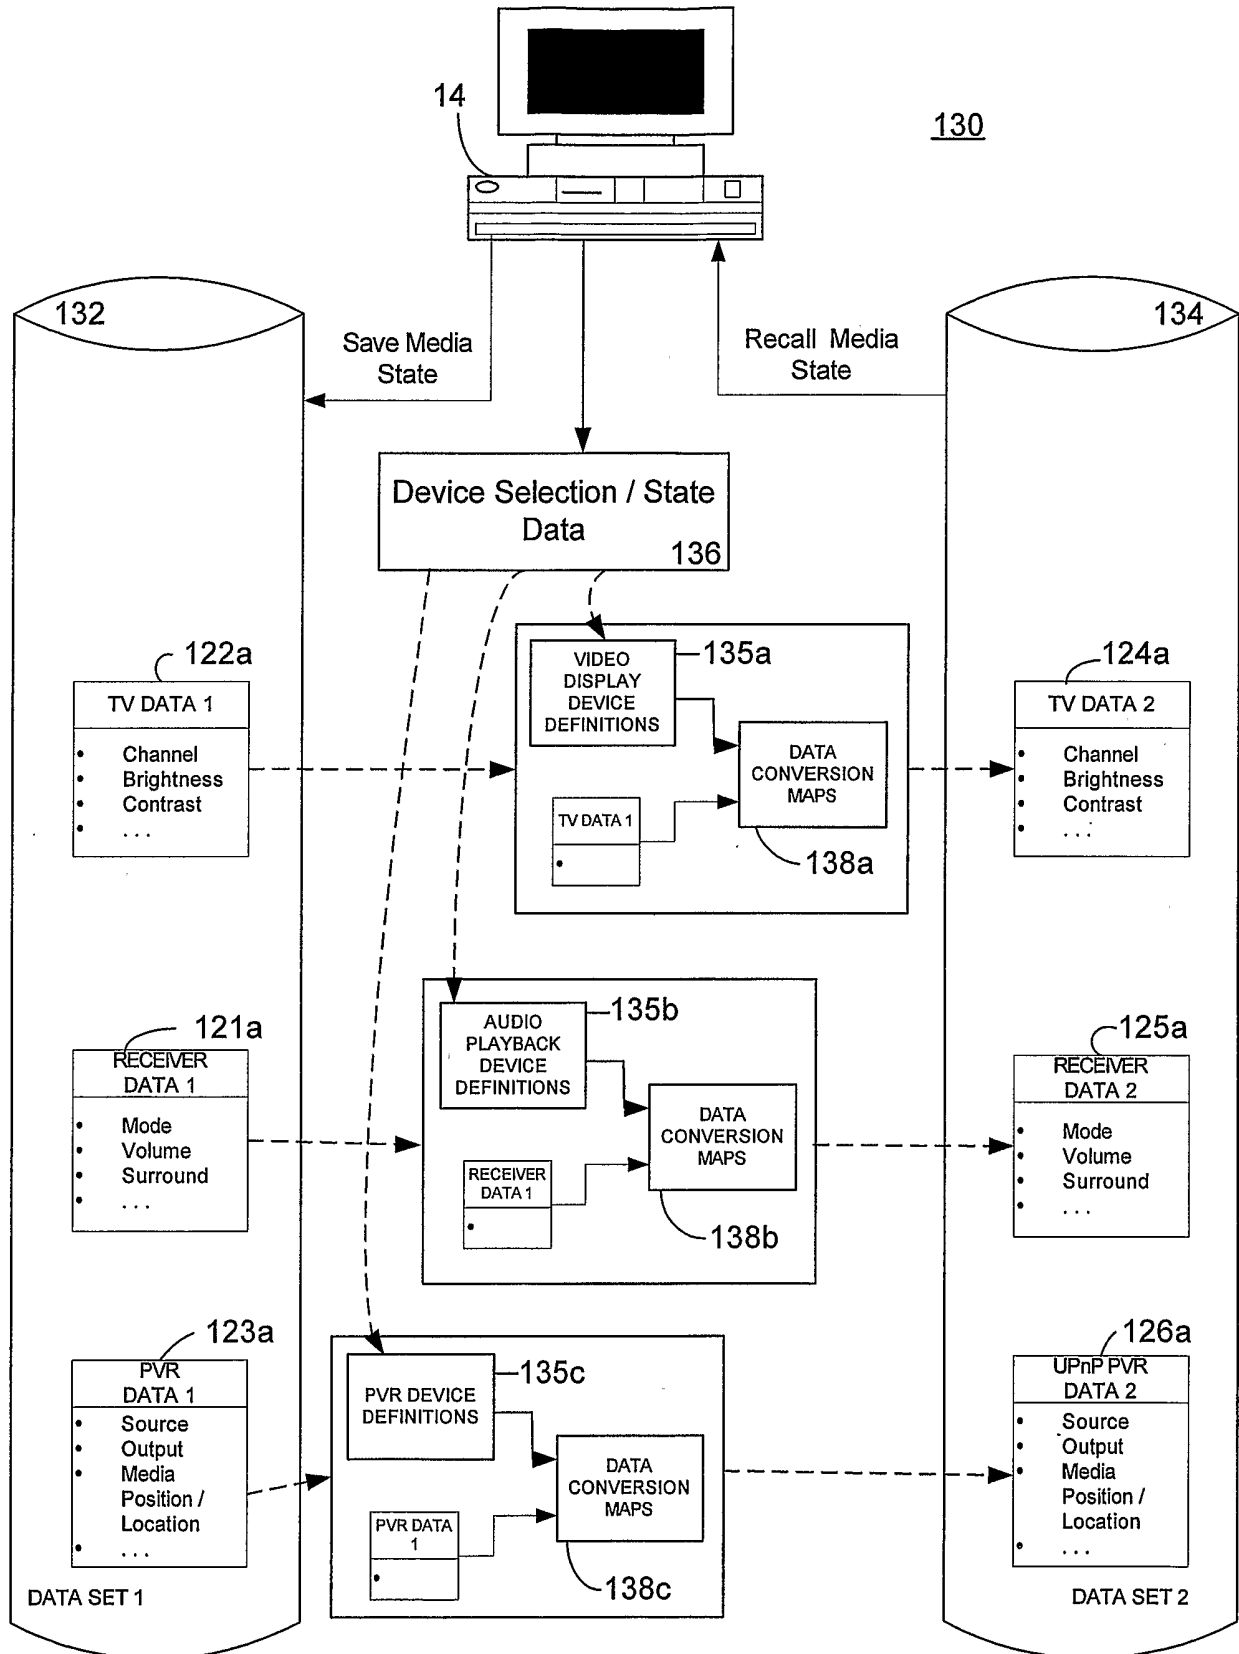 14
130
132
134
Save Media
State
Recall Media
State
Device Selection / State
Data
136
122a
TV DATA 1
• Channel
• Brightness
• Contrast
• . . .
135a
VIDEO
DISPLAY
DEVICE
DEFINITIONS
DATA
CONVERSION
MAPS
TV DATA 1
•
138a
124a
TV DATA 2
• Channel
• Brightness
• Contrast
• . . .
121a
RECEIVER
DATA 1
• Mode
• Volume
• Surround
• . . .
135b
AUDIO
PLAYBACK
DEVICE
DEFINITIONS
DATA
CONVERSION
MAPS
RECEIVER
DATA 1
•
138b
125a
RECEIVER
DATA 2
• Mode
• Volume
• Surround
• . . .
123a
PVR
DATA 1
• Source
• Output
• Media
Position /
Location
• . . .
DATA SET 1
135c
PVR DEVICE
DEFINITIONS
DATA
CONVERSION
MAPS
PVR DATA
1
•
138c
126a
UPnP PVR
DATA 2
• Source
• Output
• Media
Position /
Location
• . . .
DATA SET 2